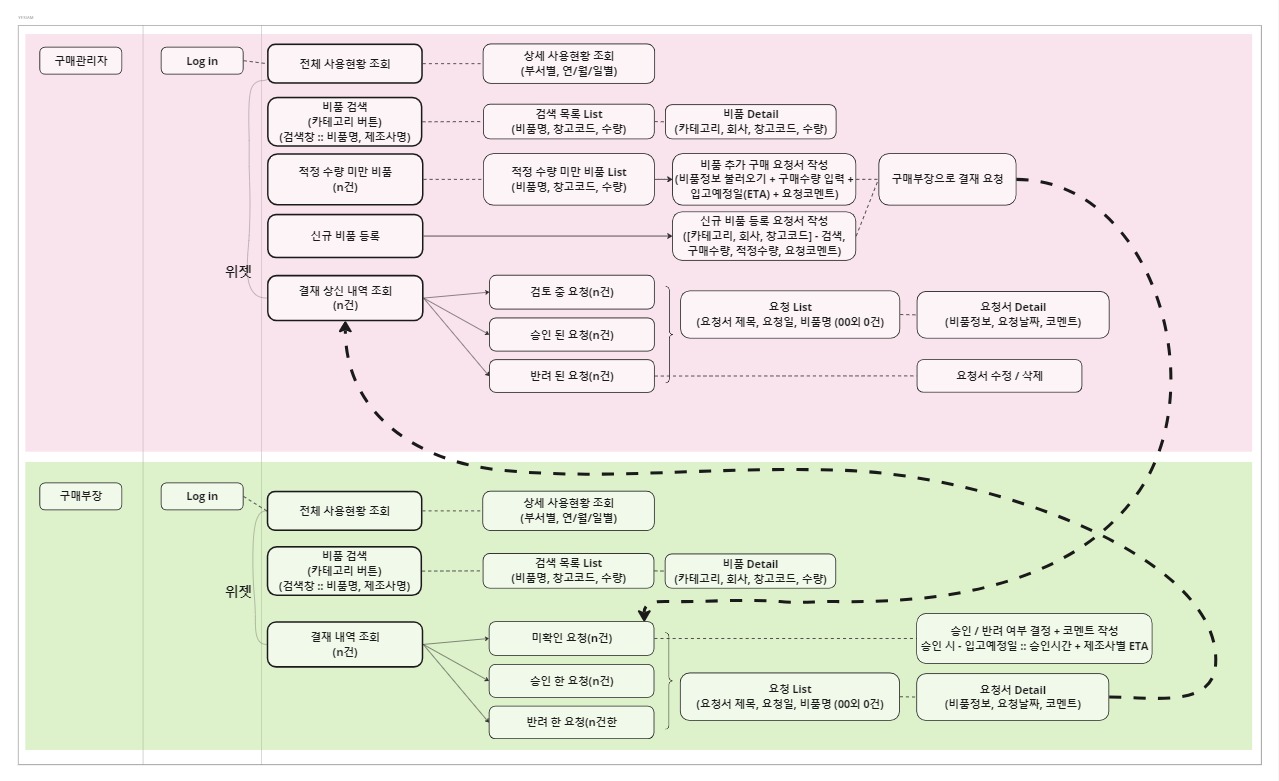 구매관리자
Log in
전체 사용현황 조회
상세 사용현황 조회
(부서별, 연/월/일별)
비품 검색
(카테고리 버튼)
(검색창 :: 비품명, 제조사명)
검색 목록 List
(비품명, 창고코드, 수량)
비품 Detail
(카테고리, 회사, 창고코드, 수량)
적정 수량 미만 비품
(n건)
적정 수량 미만 비품 List
(비품명, 창고코드, 수량)
비품 추가 구매 요청서 작성
(비품정보 불러오기 + 구매수량 입력 +
입고예정일(ETA) + 요청코멘트)
구매부장으로 결재 요청
신규 비품 등록
신규 비품 등록 요청서 작성
([카테고리, 회사, 창고코드] - 검색,
구매수량, 적정수량, 요청코멘트)
위젯
결재 상신 내역 조회
(n건)
검토 중 요청(n건)
승인 된 요청(n건)
반려 된 요청(n건)
요청 List
(요청서 제목, 요청일, 비품명 (00외 0건)
요청서 Detail
(비품정보, 요청날짜, 코멘트)
요청서 수정 / 삭제
구매부장
Log in
전체 사용현황 조회
상세 사용현황 조회
(부서별, 연/월/일별)
비품 검색
(카테고리 버튼)
(검색창 :: 비품명, 제조사명)
검색 목록 List
(비품명, 창고코드, 수량)
비품 Detail
(카테고리, 회사, 창고코드, 수량)
위젯
결재 내역 조회
(n건)
미확인 요청(n건)
승인 한 요청(n건)
반려 한 요청(n건한
승인 / 반려 여부 결정 + 코멘트 작성
승인 시 - 입고예정일 :: 승인시간 + 제조사별 ETA
요청 List
(요청서 제목, 요청일, 비품명 (00외 0건)
요청서 Detail
(비품정보, 요청날짜, 코멘트)